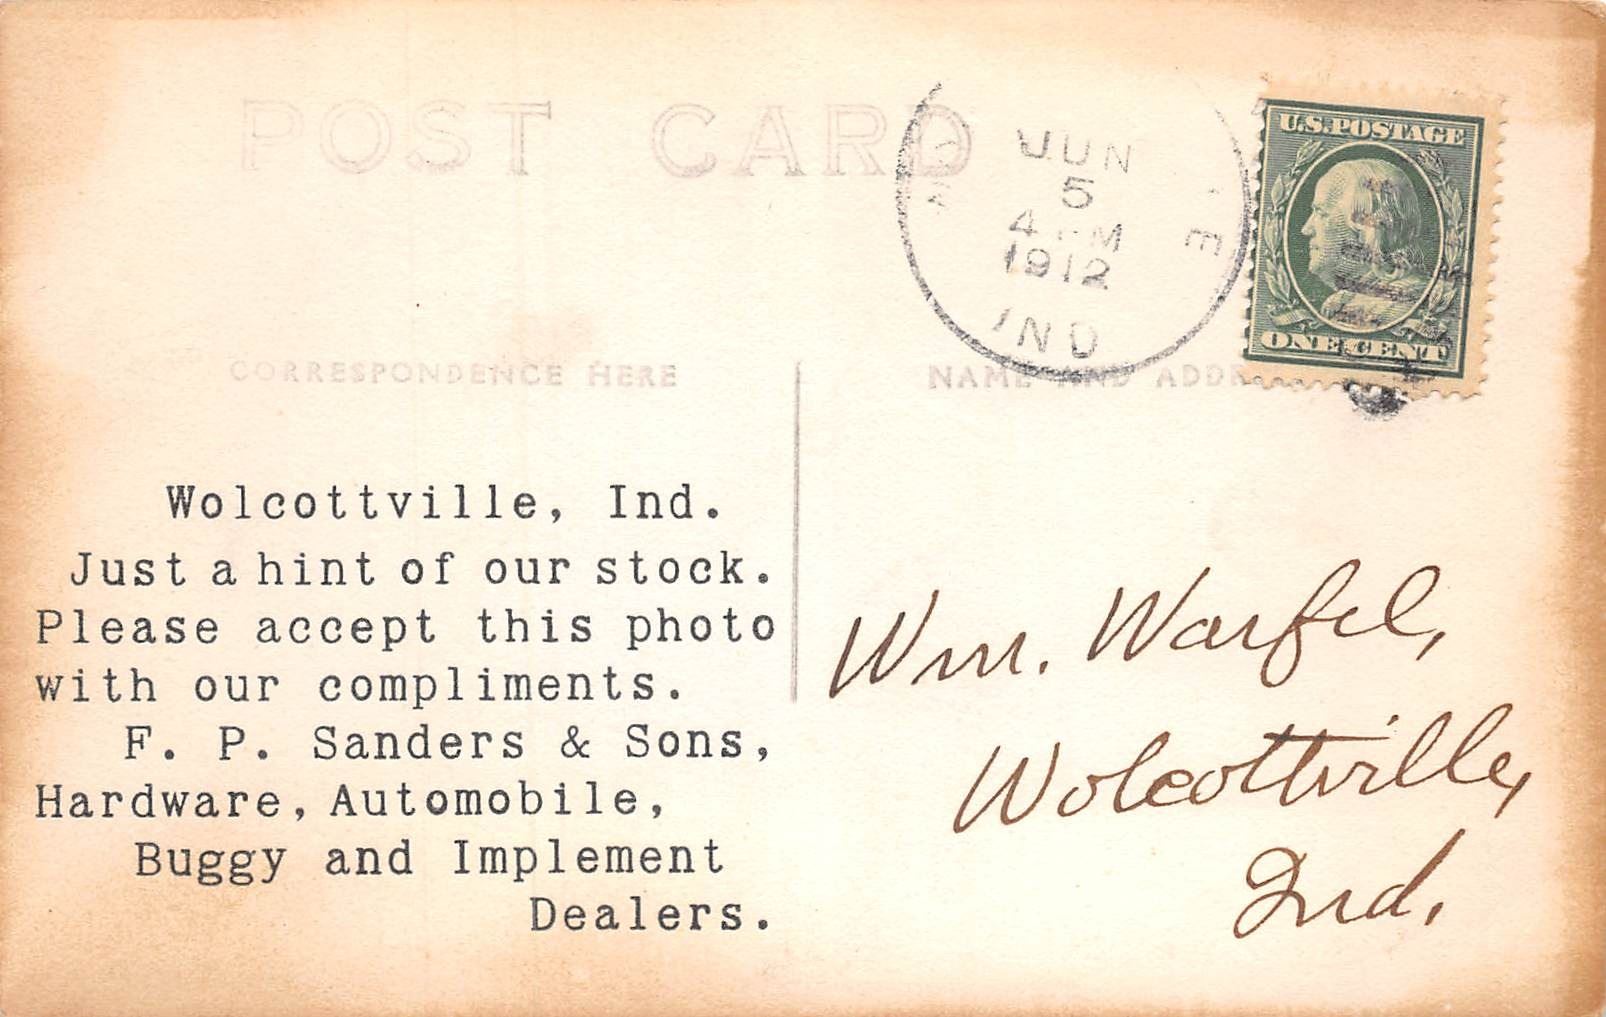 POST CARD
JUN
5
4 PM
1912
IND
U.S. POSTAGE
ONE CENT
CORRESPONDENCE HERE
NAME AND
Wolcottville, Ind.
Just a hint of our stock.
Please accept this photo
with our compliments.
F. P. Sanders & Sons,
Hardware, Automobile,
Buggy and Implement
Dealers.
Wm. Warfel,
Wolcottville,
Ind.